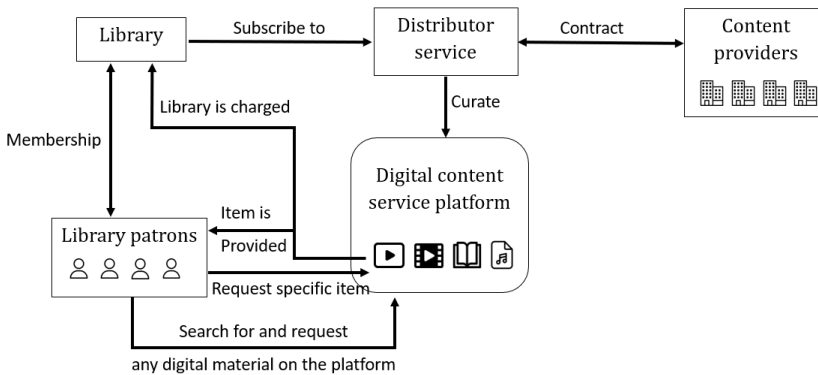 Library
Subscribe to
Distributor
service
Contract
Content
providers
Library is charged
Curate
Membership
Digital content
service platform
Item is
Provided
Library patrons
Request specific item
Search for and request
any digital material on the platform